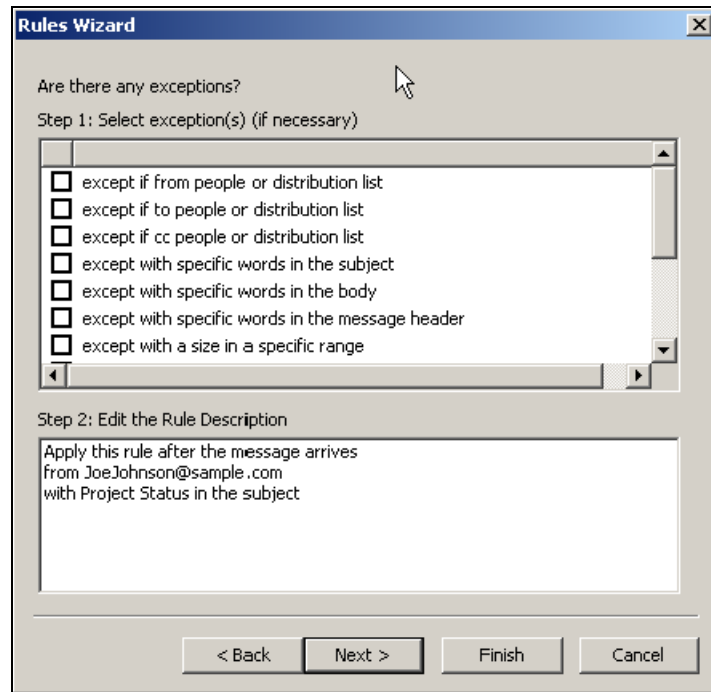 Rules Wizard
Are there any exceptions?
Step 1: Select exception(s) (if necessary)
except if from people or distribution list
except if to people or distribution list
except if cc people or distribution list
except with specific words in the subject
except with specific words in the body
except with specific words in the message header
except with a size in a specific range
Step 2: Edit the Rule Description
Apply this rule after the message arrives
from JoeJohnson@sample.com
with Project Status in the subject
< Back Next > Finish Cancel